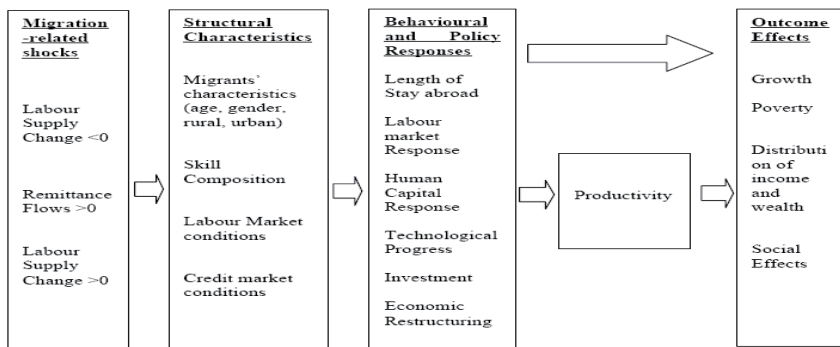 Migration
-related
shocks
Labour
Supply
Change <0
Remittance
Flows >0
Labour
Supply
Change >0
Structural
Characteristics
Migrants'
characteristics
(age, gender,
rural, urban)
Skill
Composition
Labour Market
conditions
Credit market
conditions
Behavioural
and Policy
Responses
Length of
Stay abroad
Labour
market
Response
Human
Capital
Response
Technological
Progress
Investment
Economic
Restructuring
Productivity
Outcome
Effects
Growth
Poverty
Distributi
on of
income
and
wealth
Social
Effects